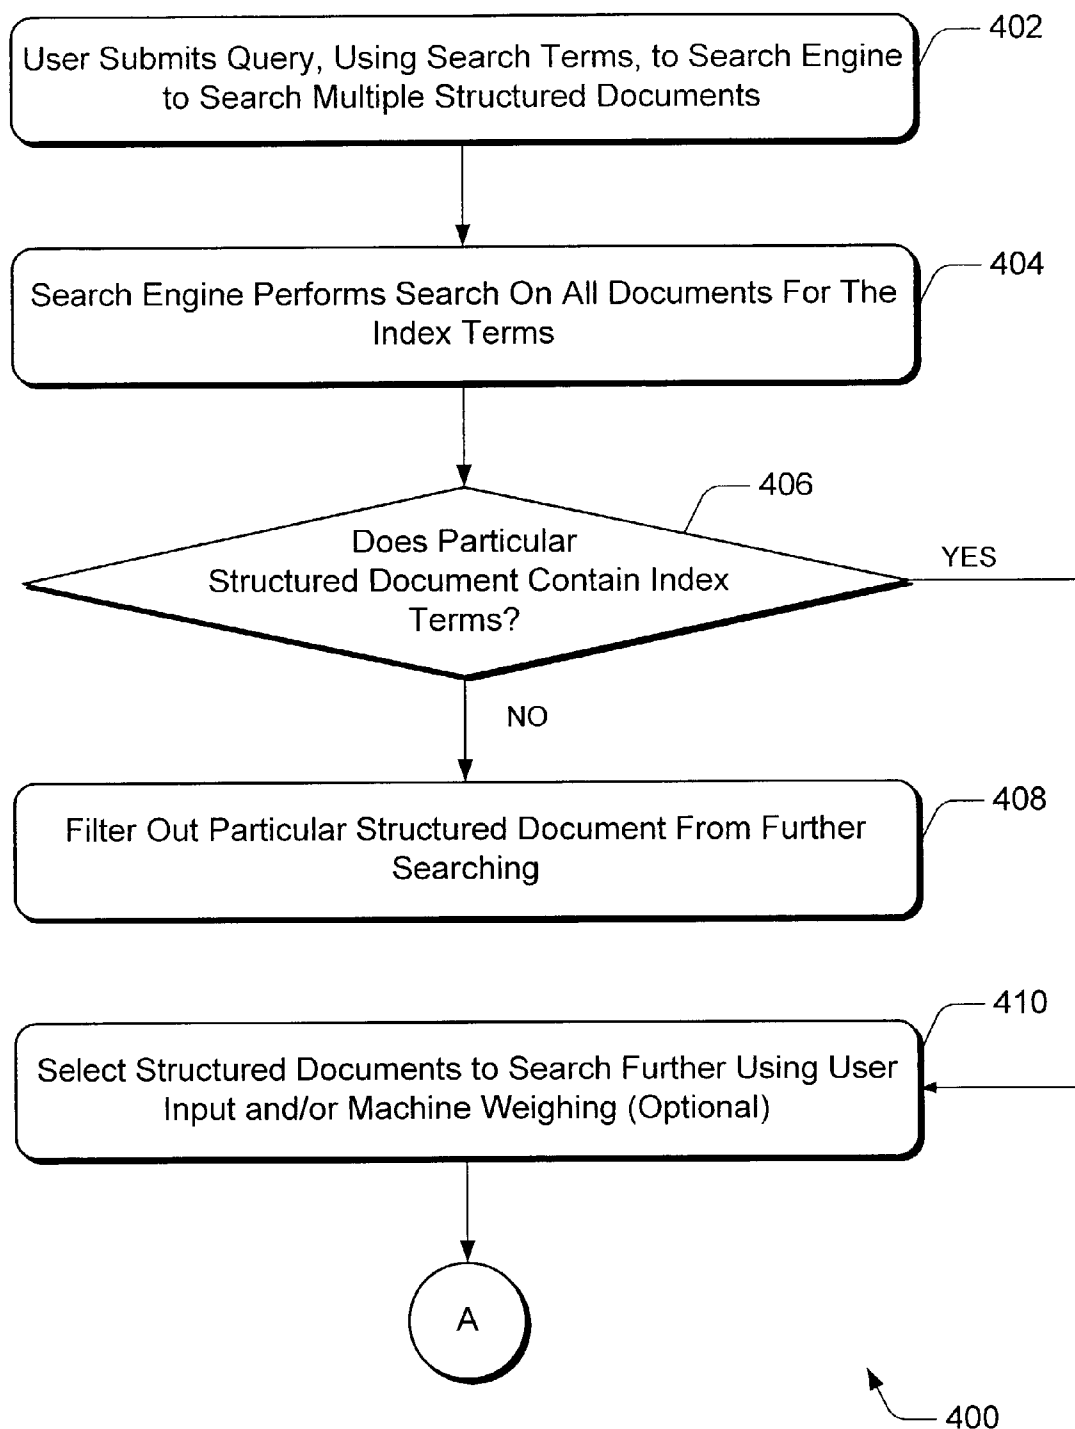 402
User Submits Query, Using Search Terms, to Search Engine
to Search Multiple Structured Documents
404
Search Engine Performs Search On All Documents For The
Index Terms
406
Does Particular
Structured Document Contain Index
Terms?
YES
NO
408
Filter Out Particular Structured Document From Further
Searching
410
Select Structured Documents to Search Further Using User
Input and/or Machine Weighing (Optional)
A
400